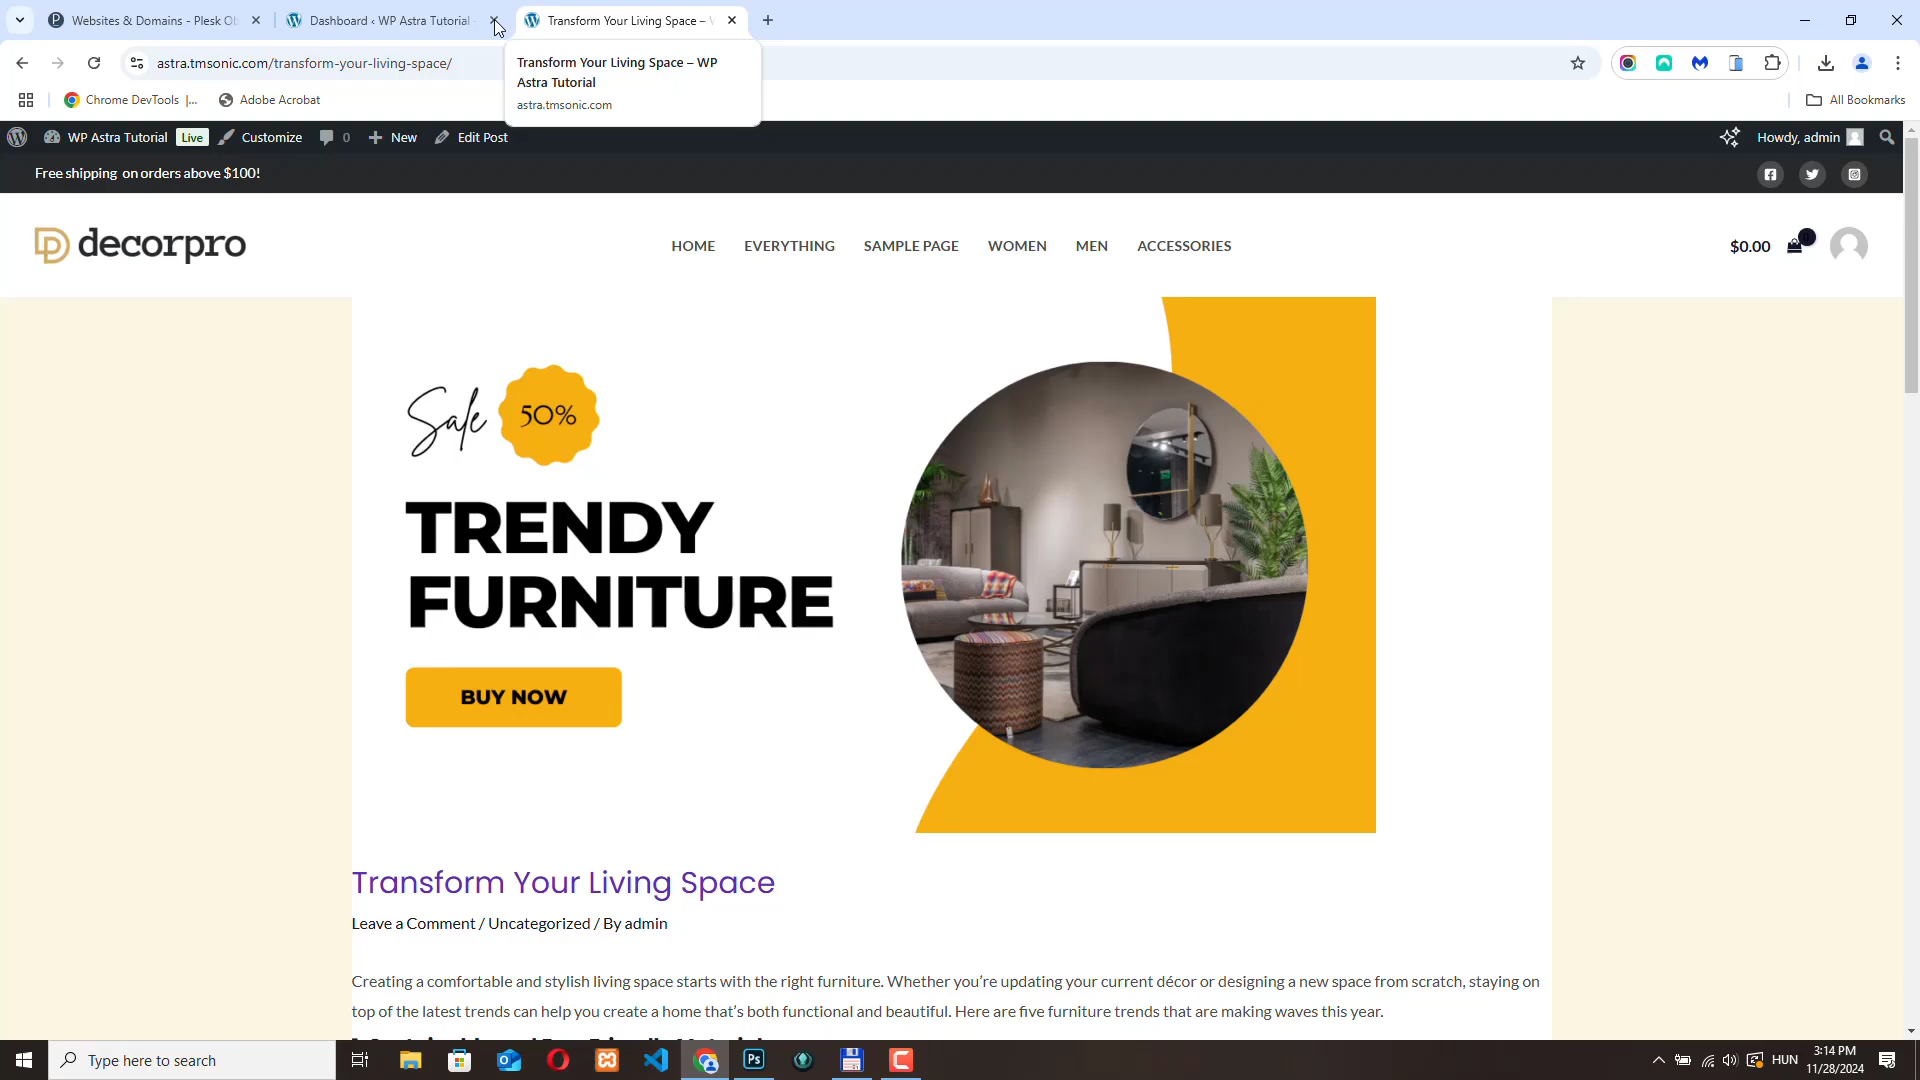 Websites & Domains - Plesk Ob
Dashboard ‹ WP Astra Tutorial
Transform Your Living Space –
astra.tmsonic.com/transform-your-living-space/
Transform Your Living Space – WP
Astra Tutorial
astra.tmsonic.com
Chrome DevTools |...
Adobe Acrobat
All Bookmarks
WP Astra Tutorial
Live
Customize
0
New
Edit Post
Howdy, admin
Free shipping on orders above $100!
decorpro
HOME
EVERYTHING
SAMPLE PAGE
WOMEN
MEN
ACCESSORIES
$0.00
Sale
50%
TRENDY
FURNITURE
BUY NOW
Transform Your Living Space
Leave a Comment / Uncategorized / By admin
Creating a comfortable and stylish living space starts with the right furniture. Whether you’re updating your current décor or designing a new space from scratch, staying on
top of the latest trends can help you create a home that’s both functional and beautiful. Here are five furniture trends that are making waves this year.
Type here to search
Ps
HUN
3:14 PM
11/28/2024